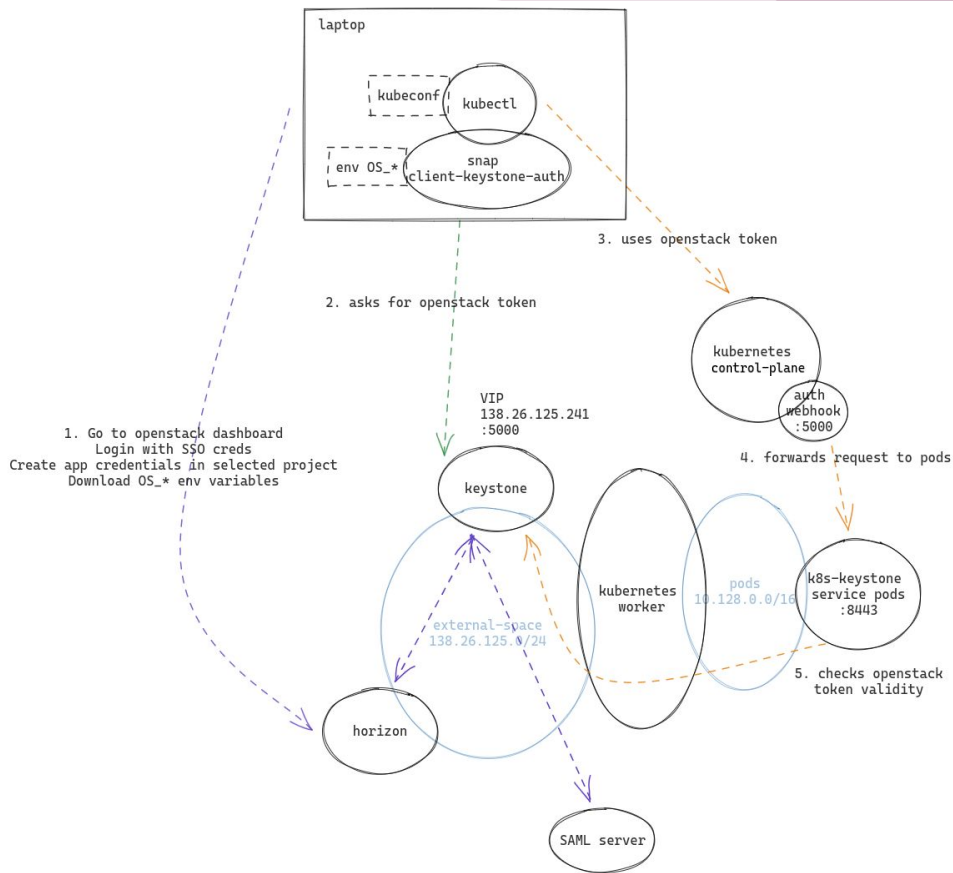 laptop
kubeconf
kubectl
env OS_*
snap
client-keystone-auth
3. uses openstack token
2. asks for openstack token
kubernetes
control-plane
auth
webhook
:5000
VIP
138.26.125.241
:5000
1. Go to openstack dashboard
Login with SSO creds
Create app credentials in selected project
Download OS_* env variables
4. forwards request to pods
keystone
kubernetes
worker
pods
10.128.0.0/16
k8s-keystone
service pods
:8443
external-space
138.26.125.0/24
5. checks openstack
token validity
horizon
SAML server